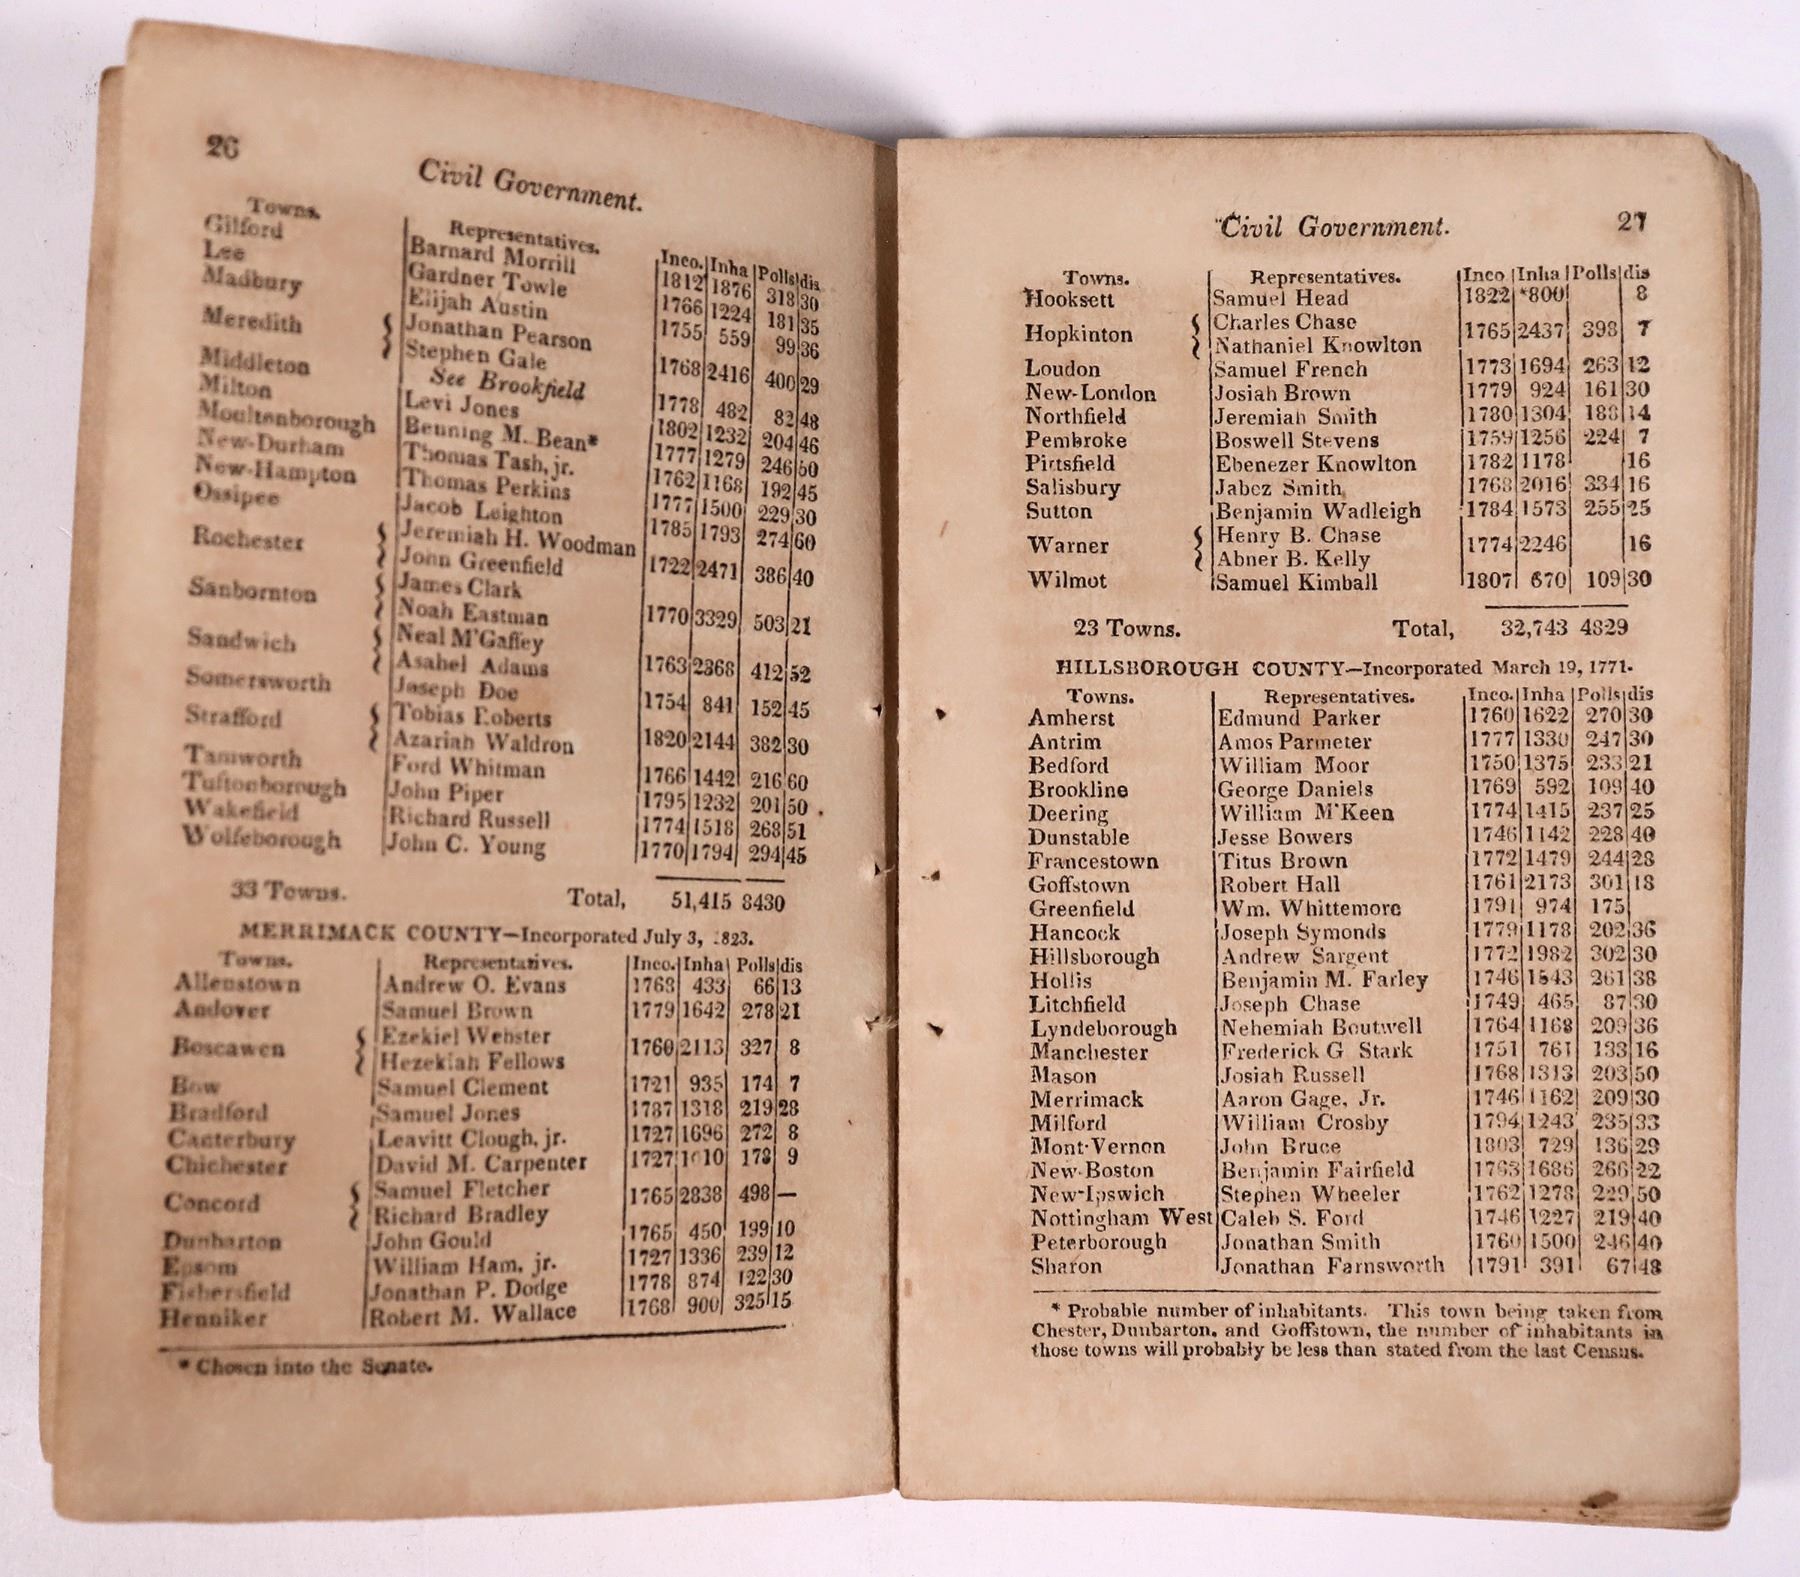 26
Civil Government.
Towns. Representatives. Inco. Inha Polls dis
Gilford Barnard Morrill 1812 1876 318 30
Lee Gardner Towle 1766 1224 181 35
Madbury Elijah Austin 1755 559 99 36
Meredith { Jonathan Pearson
Stephen Gale 1768 2416 400 29
Middleton See Brookfield 1778 482 82 48
Milton Levi Jones 1802 1232 204 46
Moultenborough Benning M. Bean* 1777 1279 246 50
New-Durham Thomas Tash, jr. 1762 1168 192 45
New-Hampton Thomas Perkins 1777 1500 229 30
Ossipee Jacob Leighton 1785 1793 274 60
Rochester { Jeremiah H. Woodman
John Greenfield 1722 2471 386 40
Sanbornton { James Clark
Noah Eastman 1770 3329 503 21
Sandwich { Neal M'Gaffey
Asahel Adams 1763 2368 412 52
Somersworth Joseph Doe 1754 841 152 45
Strafford { Tobias Roberts
Azariah Waldron 1820 2144 382 30
Tamworth Ford Whitman 1766 1442 216 60
Tuftonborough John Piper 1795 1232 201 50
Wakefield Richard Russell 1774 1518 268 51
Wolfeborough John C. Young 1770 1794 294 45
33 Towns. Total, 51,415 8430
MERRIMACK COUNTY—Incorporated July 3, 1823.
Towns. Representatives. Inco. Inha Polls dis
Allenstown Andrew O. Evans 1768 433 66 13
Andover Samuel Brown 1779 1642 278 21
Boscawen { Ezekiel Webster
Hezekiah Fellows 1760 2113 327 8
Bow Samuel Clement 1721 935 174 7
Bradford Samuel Jones 1787 1318 219 28
Canterbury Leavitt Clough, jr. 1727 1696 272 8
Chichester David M. Carpenter 1727 1010 178 9
Concord { Samuel Fletcher
Richard Bradley 1765 2838 498 —
Dunbarton John Gould 1765 450 199 10
Epsom William Ham, jr. 1727 1336 239 12
Fishersfield Jonathan P. Dodge 1778 874 122 30
Henniker Robert M. Wallace 1768 900 325 15
* Chosen into the Senate.
Civil Government. 27
Towns. Representatives. Inco Inha Polls dis
Hooksett Samuel Head 1822 *800 8
Hopkinton { Charles Chase
Nathaniel Knowlton 1765 2437 398 7
Loudon Samuel French 1773 1694 263 12
New-London Josiah Brown 1779 924 161 30
Northfield Jeremiah Smith 1780 1304 188 14
Pembroke Boswell Stevens 1759 1256 224 7
Pittsfield Ebenezer Knowlton 1782 1178 16
Salisbury Jabez Smith 1768 2016 334 16
Sutton Benjamin Wadleigh 1784 1573 255 25
Warner { Henry B. Chase
Abner B. Kelly 1774 2246 16
Wilmot Samuel Kimball 1807 670 109 30
23 Towns. Total, 32,743 4829
HILLSBOROUGH COUNTY—Incorporated March 19, 1771.
Towns. Representatives. Inco. Inha Polls dis
Amherst Edmund Parker 1760 1622 270 30
Antrim Amos Parmeter 1777 1330 247 30
Bedford William Moor 1750 1375 233 21
Brookline George Daniels 1769 592 109 40
Deering William M'Keen 1774 1415 237 25
Dunstable Jesse Bowers 1746 1142 228 40
Francestown Titus Brown 1772 1479 244 28
Goffstown Robert Hall 1761 2173 301 18
Greenfield Wm. Whittemore 1791 974 175
Hancock Joseph Symonds 1779 1178 202 36
Hillsborough Andrew Sargent 1772 1982 302 30
Hollis Benjamin M. Farley 1746 1543 261 38
Litchfield Joseph Chase 1749 465 87 30
Lyndeborough Nehemiah Boutwell 1764 1168 209 36
Manchester Frederick G Stark 1751 761 133 16
Mason Josiah Russell 1768 1313 203 50
Merrimack Aaron Gage, Jr. 1746 1162 209 30
Milford William Crosby 1794 1243 235 33
Mont-Vernon John Bruce 1803 729 136 29
New-Boston Benjamin Fairfield 1763 1686 266 22
New-Ipswich Stephen Wheeler 1762 1278 229 50
Nottingham West Caleb S. Ford 1746 1227 219 40
Peterborough Jonathan Smith 1760 1500 246 40
Sharon Jonathan Farnsworth 1791 391 67 48
* Probable number of inhabitants. This town being taken from
Chester, Dunbarton, and Goffstown, the number of inhabitants in
those towns will probably be less than stated from the last Census.